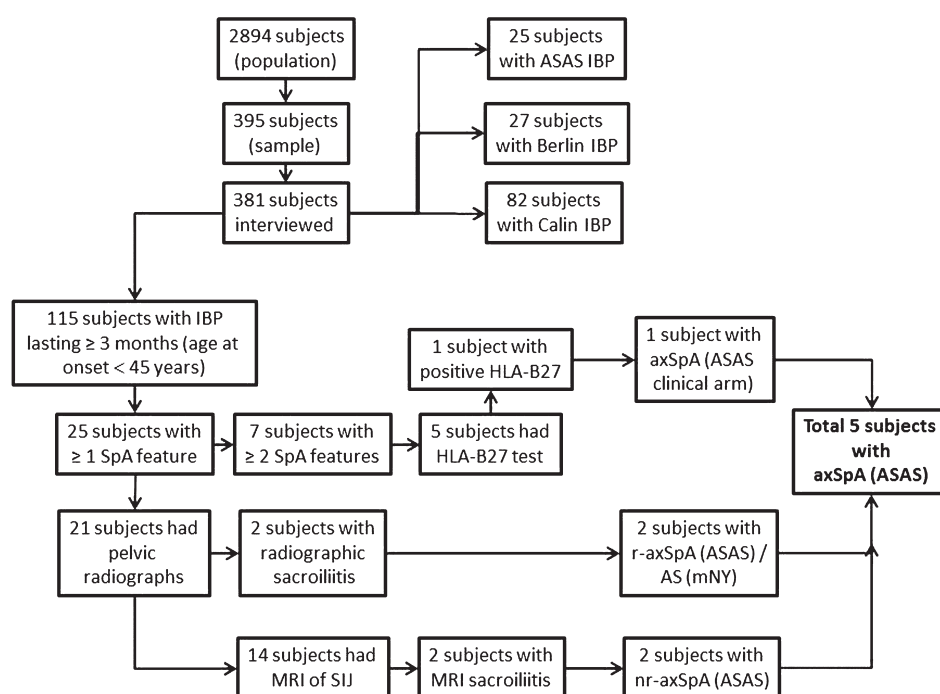 2894 subjects
(population)
25 subjects
with ASAS IBP
395 subjects
(sample)
27 subjects
with Berlin IBP
381 subjects
interviewed
82 subjects
with Calin IBP
115 subjects with IBP
lasting ≥ 3 months (age at
onset < 45 years)
1 subject with
positive HLA-B27
1 subject with
axSpA (ASAS
clinical arm)
25 subjects with
≥ 1 SpA feature
7 subjects with
≥ 2 SpA features
5 subjects had
HLA-B27 test
Total 5 subjects
with
axSpA (ASAS)
21 subjects had
pelvic
radiographs
2 subjects with
radiographic
sacroiliitis
2 subjects with
r-axSpA (ASAS) /
AS (mNY)
14 subjects had
MRI of SIJ
2 subjects with
MRI sacroiliitis
2 subjects with
nr-axSpA (ASAS)